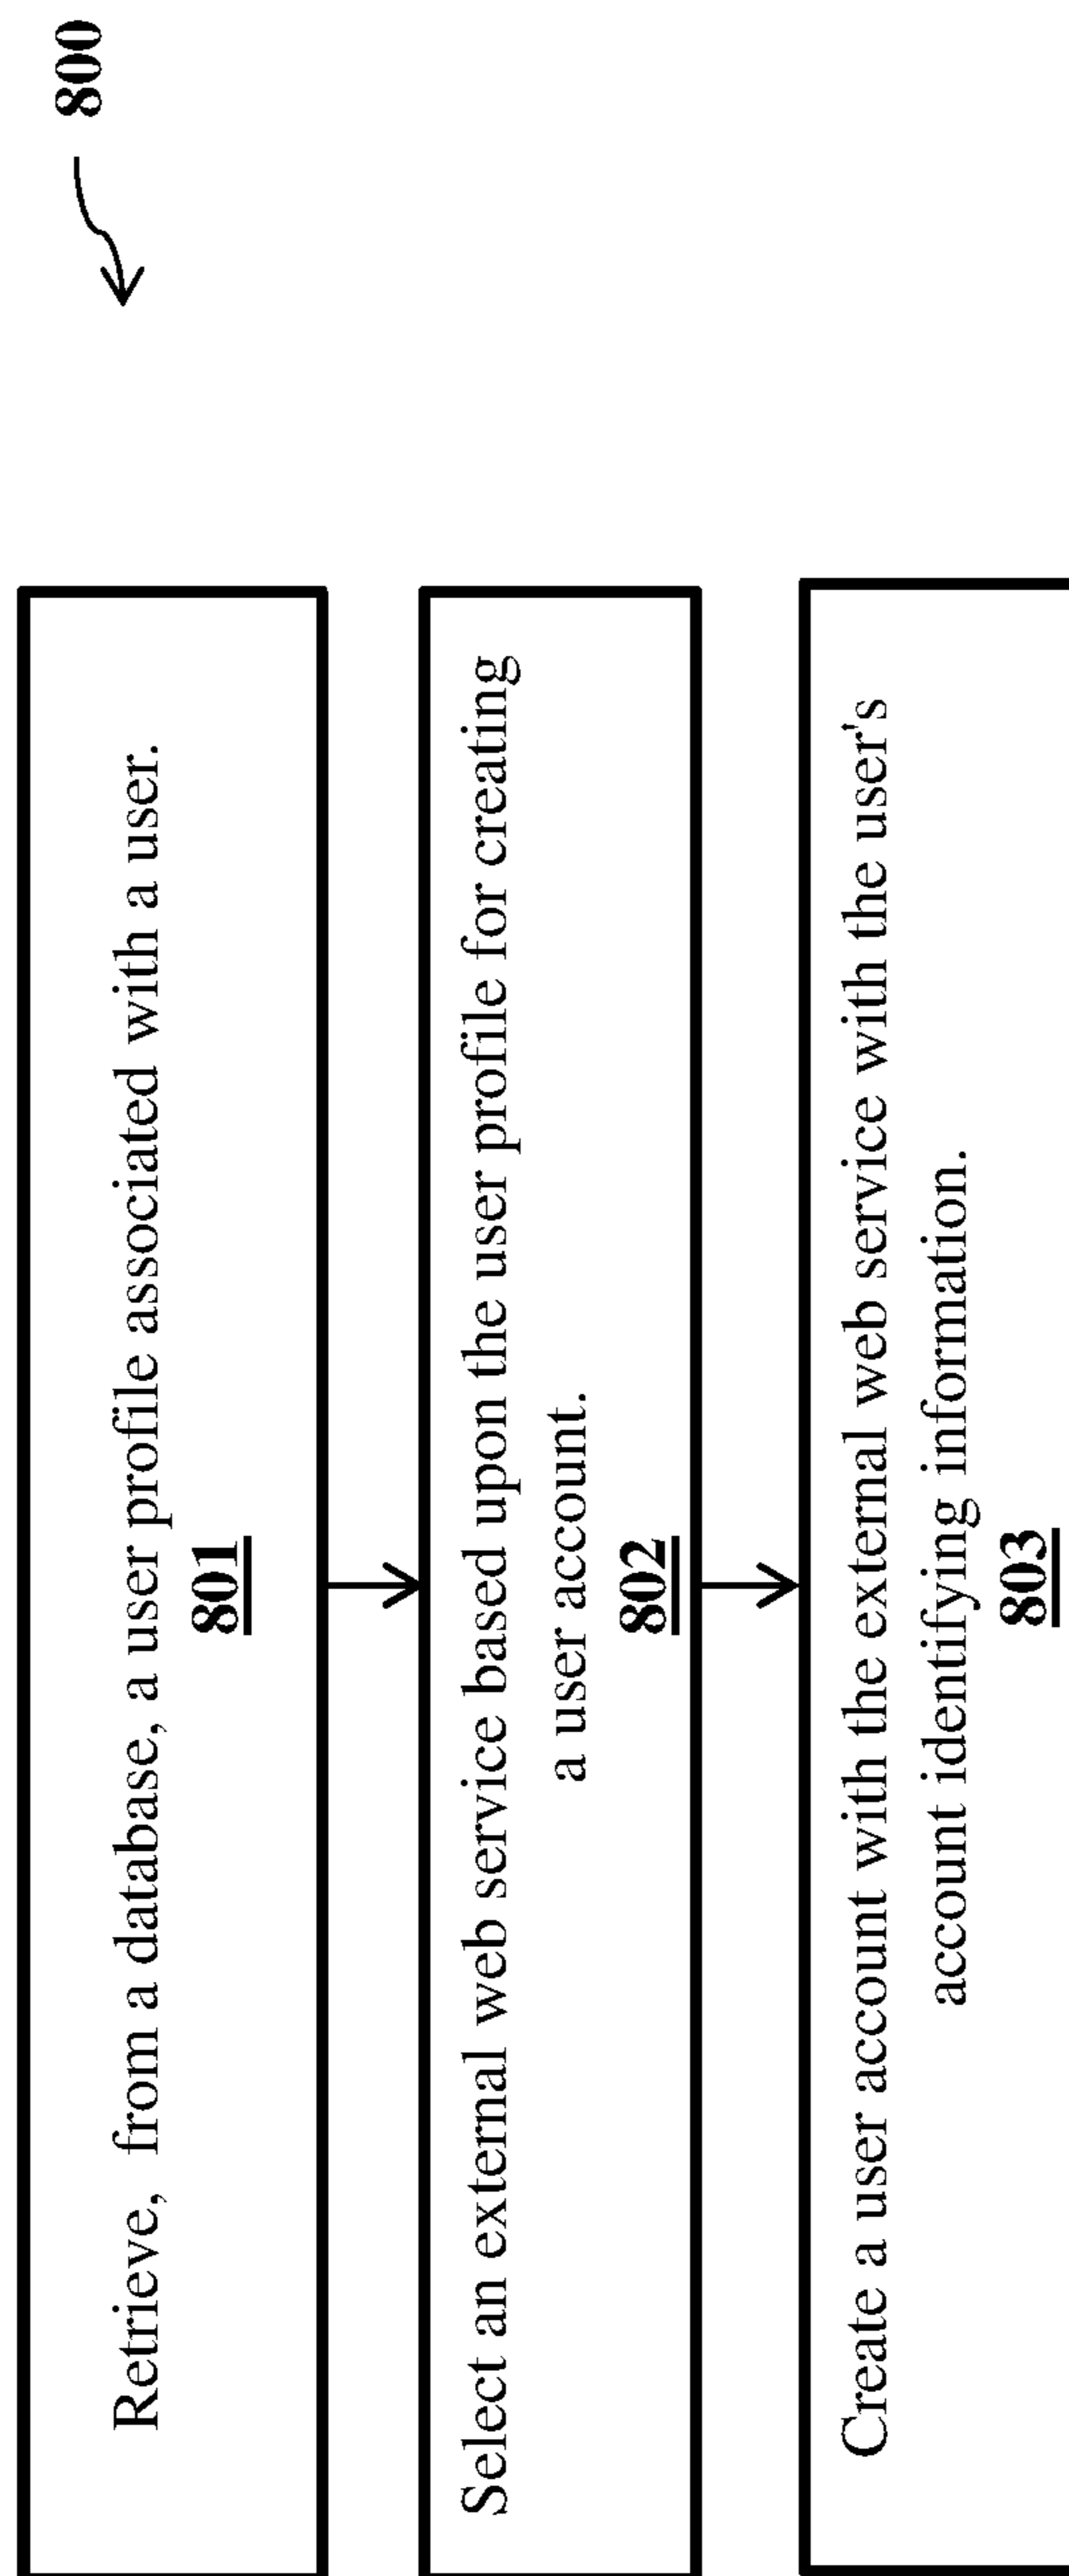 800
Retrieve, from a database, a user profile associated with a user.
801
Select an external web service based upon the user profile for creating
a user account.
802
Create a user account with the external web service with the user's
account identifying information.
803